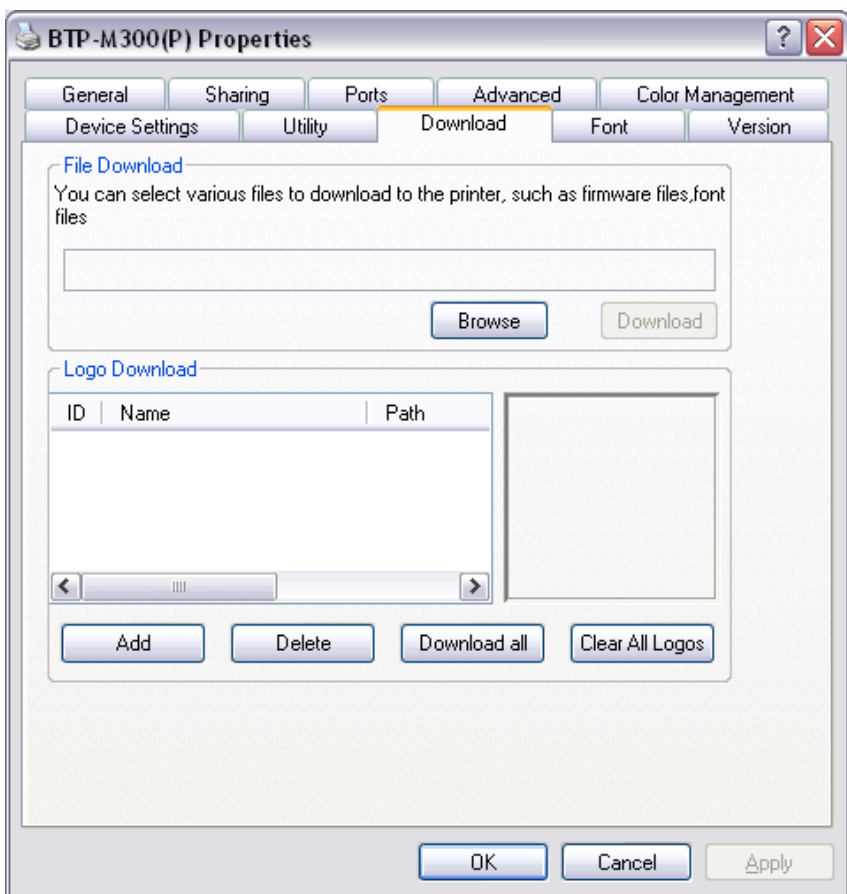 BTP-M300(P) Properties
General Sharing Ports Advanced Color Management
Device Settings Utility Download Font Version
File Download
You can select various files to download to the printer, such as firmware files,font
files
Browse Download
Logo Download
ID Name Path
Add Delete Download all Clear All Logos
OK Cancel Apply